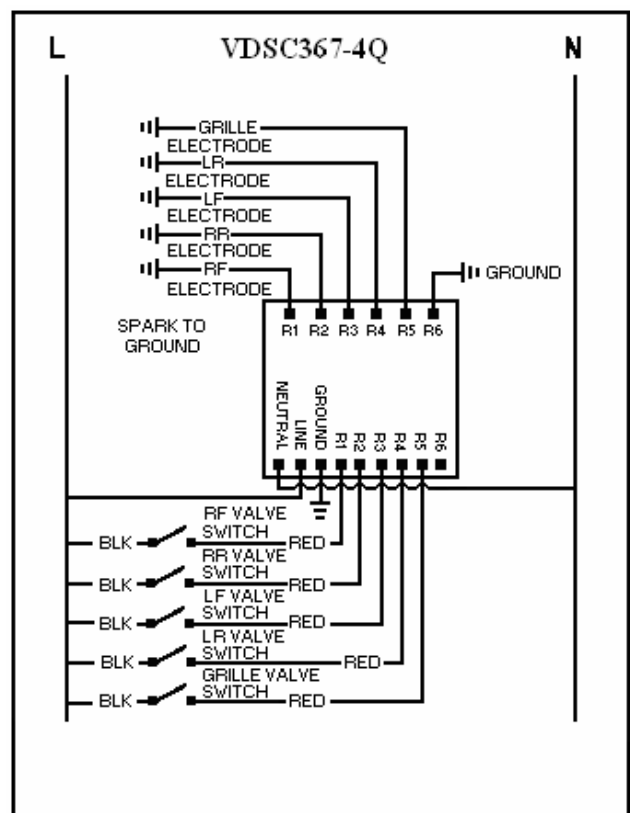 L VDSC367-4Q N
GRILLE
ELECTRODE
LR
ELECTRODE
LF
ELECTRODE
RR
ELECTRODE
RF
ELECTRODE
GROUND
SPARK TO
GROUND
R1 R2 R3 R4 R5 R6
NEUTRAL LINE GROUND R1 R2 R3 R4 R5 R6
RF VALVE
SWITCH
BLK RED
RR VALVE
SWITCH
BLK RED
LF VALVE
SWITCH
BLK RED
LR VALVE
SWITCH
BLK RED
GRILLE VALVE
SWITCH
BLK RED